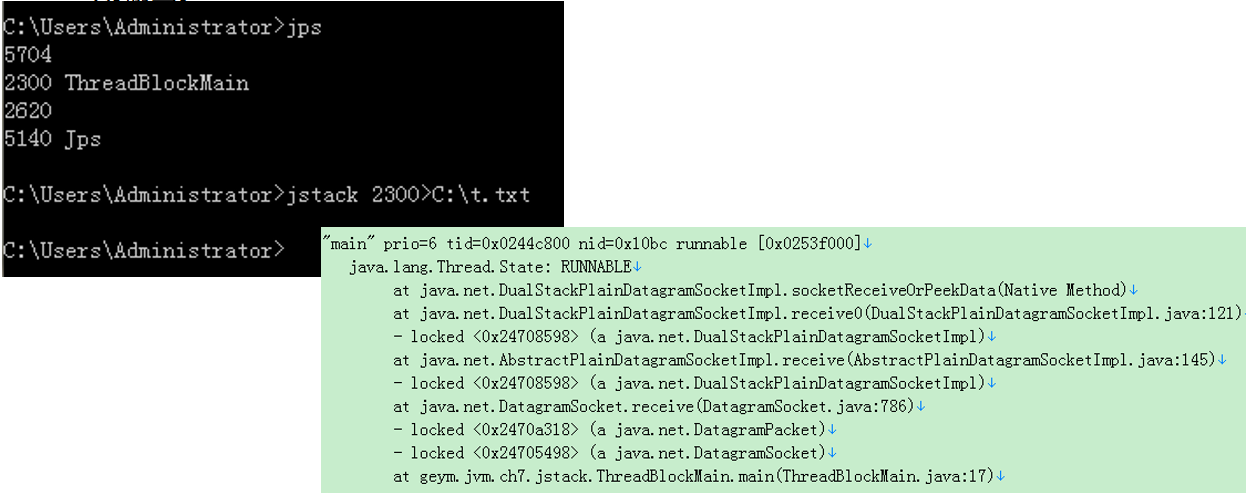 C:\Users\Administrator>jps
5704
2300 ThreadBlockMain
2620
5140 Jps
C:\Users\Administrator>jstack 2300>C:\t.txt
C:\Users\Administrator>
"main" prio=6 tid=0x0244c800 nid=0x10bc runnable [0x0253f000]↓
java.lang.Thread.State: RUNNABLE↓
at java.net.DualStackPlainDatagramSocketImpl.socketReceiveOrPeekData(Native Method)↓
at java.net.DualStackPlainDatagramSocketImpl.receive0(DualStackPlainDatagramSocketImpl.java:121)↓
- locked <0x24708598> (a java.net.DualStackPlainDatagramSocketImpl)↓
at java.net.AbstractPlainDatagramSocketImpl.receive(AbstractPlainDatagramSocketImpl.java:145)↓
- locked <0x24708598> (a java.net.DualStackPlainDatagramSocketImpl)↓
at java.net.DatagramSocket.receive(DatagramSocket.java:786)↓
- locked <0x2470a318> (a java.net.DatagramPacket)↓
- locked <0x24705498> (a java.net.DatagramSocket)↓
at geym.jvm.ch7.jstack.ThreadBlockMain.main(ThreadBlockMain.java:17)↓